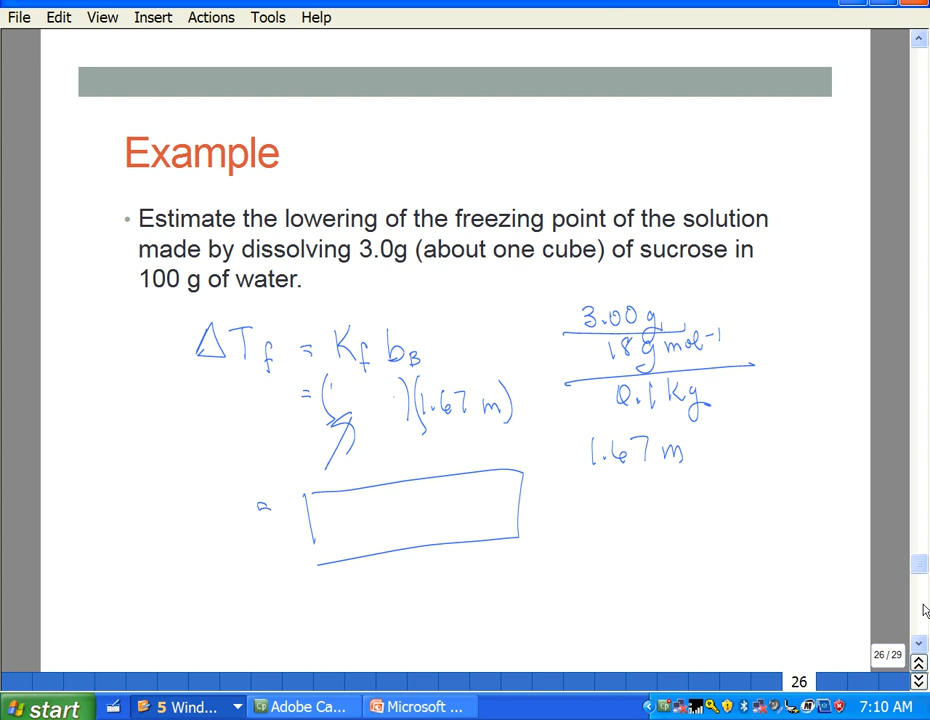 File Edit View Insert Actions Tools Help
Example
• Estimate the lowering of the freezing point of the solution
made by dissolving 3.0g (about one cube) of sucrose in
100 g of water.
ΔTf = Kf bB
= ( )(1.67 m)
=
3.00 g
18 g mol⁻¹
0.1 Kg
1.67 m
26 / 29
26
start 5 Wind... Adobe Ca... Microsoft ... 7:10 AM